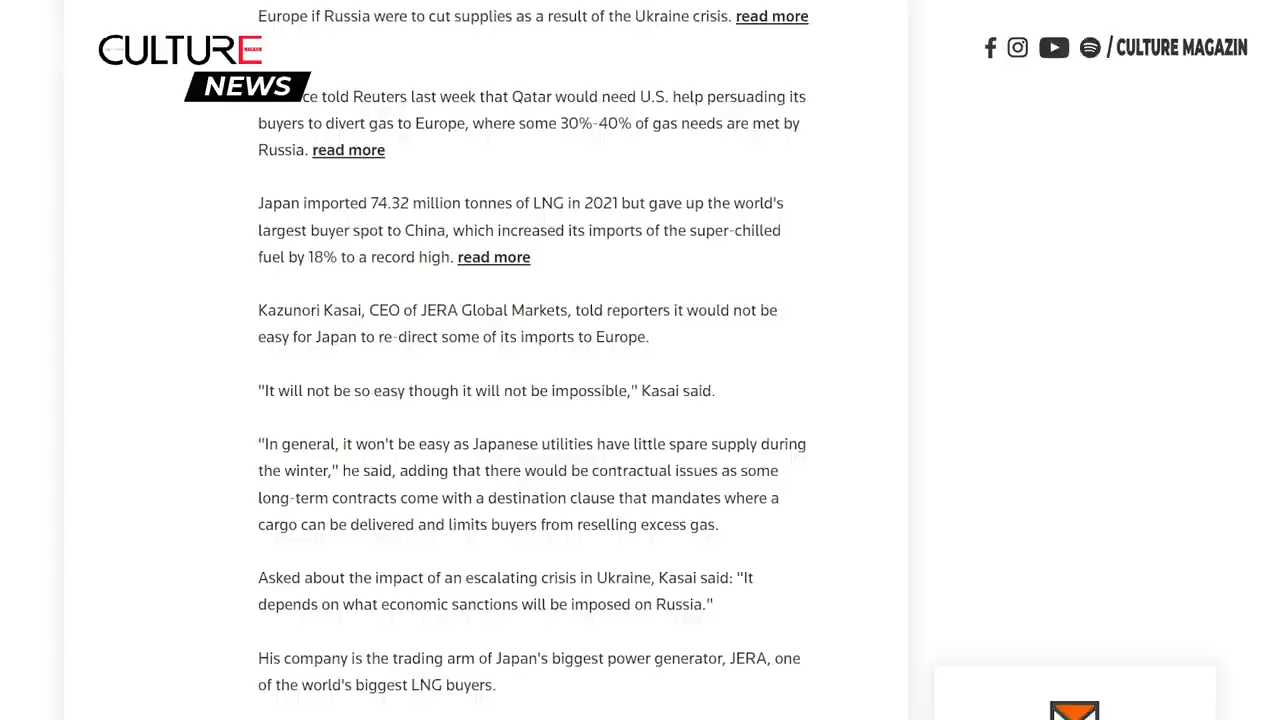 Europe if Russia were to cut supplies as a result of the Ukraine crisis. read more
CULTURE
NEWS
/ CULTURE MAGAZIN
told Reuters last week that Qatar would need U.S. help persuading its
buyers to divert gas to Europe, where some 30%-40% of gas needs are met by
Russia. read more
Japan imported 74.32 million tonnes of LNG in 2021 but gave up the world's
largest buyer spot to China, which increased its imports of the super-chilled
fuel by 18% to a record high. read more
Kazunori Kasai, CEO of JERA Global Markets, told reporters it would not be
easy for Japan to re-direct some of its imports to Europe.
"It will not be so easy though it will not be impossible," Kasai said.
"In general, it won't be easy as Japanese utilities have little spare supply during
the winter," he said, adding that there would be contractual issues as some
long-term contracts come with a destination clause that mandates where a
cargo can be delivered and limits buyers from reselling excess gas.
Asked about the impact of an escalating crisis in Ukraine, Kasai said: "It
depends on what economic sanctions will be imposed on Russia."
His company is the trading arm of Japan's biggest power generator, JERA, one
of the world's biggest LNG buyers.